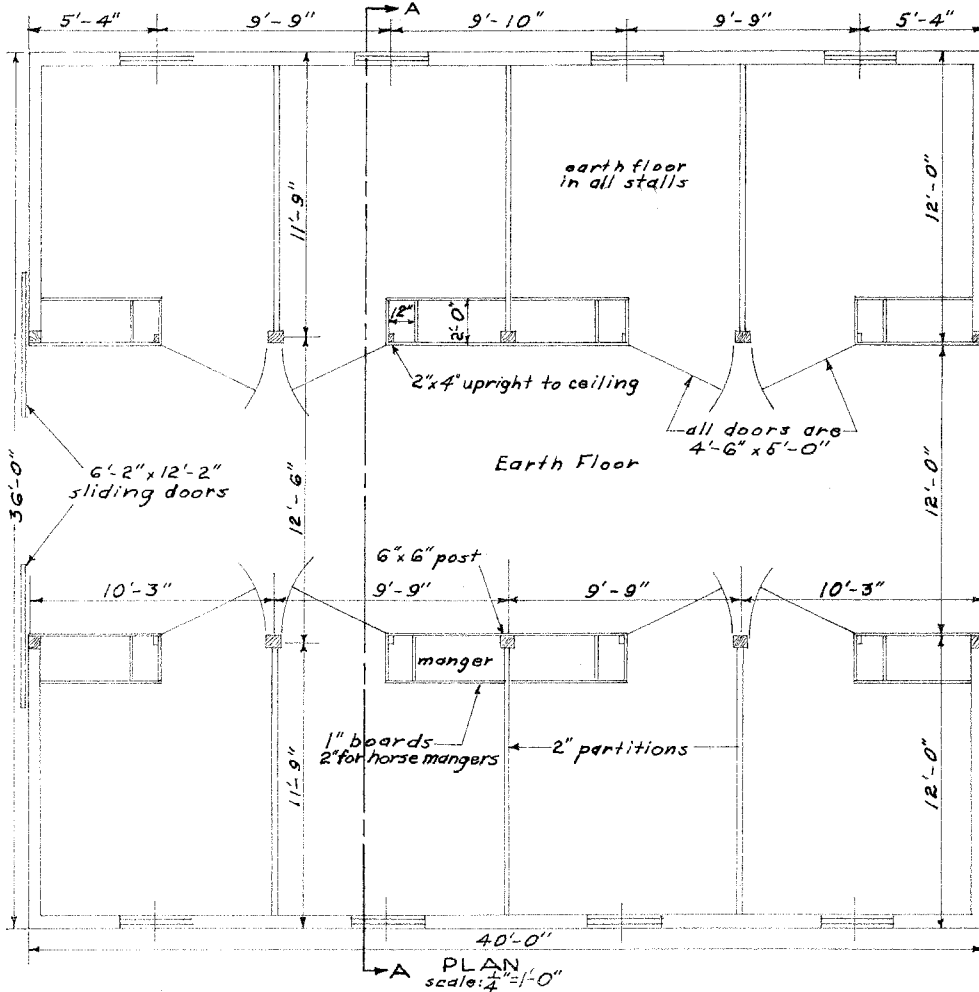 5'-4" 9'-9" A 9'-10" 9'-9" 5'-4"
earth floor
in all stalls
11'-9"
12'-0"
12"
2'-0"
2"x4" upright to ceiling
all doors are
4'-6" x 5'-0"
36'-0"
6'-2" x 12'-2"
sliding doors
12'-6"
Earth Floor
12'-0"
6"x6" post
10'-3" 9'-9" 9'-9" 10'-3"
manger
1" boards
2" for horse mangers
2" partitions
11'-9"
12'-0"
40'-0"
A
PLAN
scale: 1/4"=1'-0"